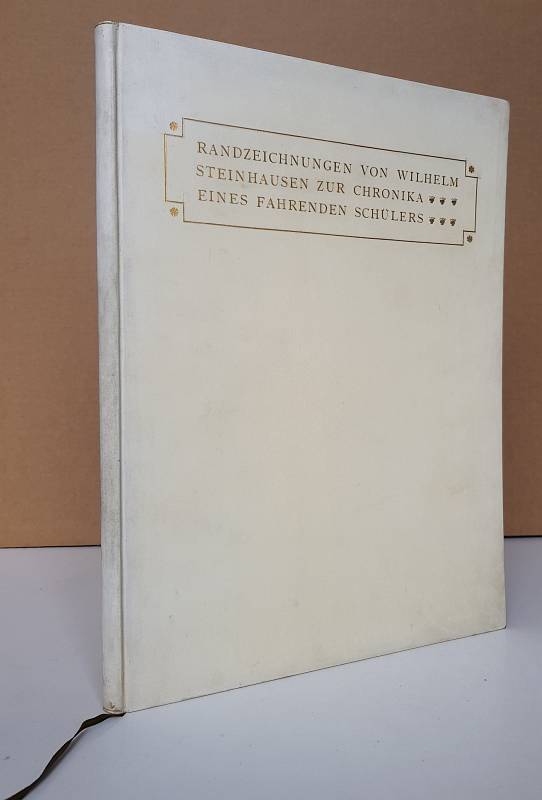 RANDZEICHNUNGEN VON WILHELM
STEINHAUSEN ZUR CHRONIKA
EINES FAHRENDEN SCHÜLERS